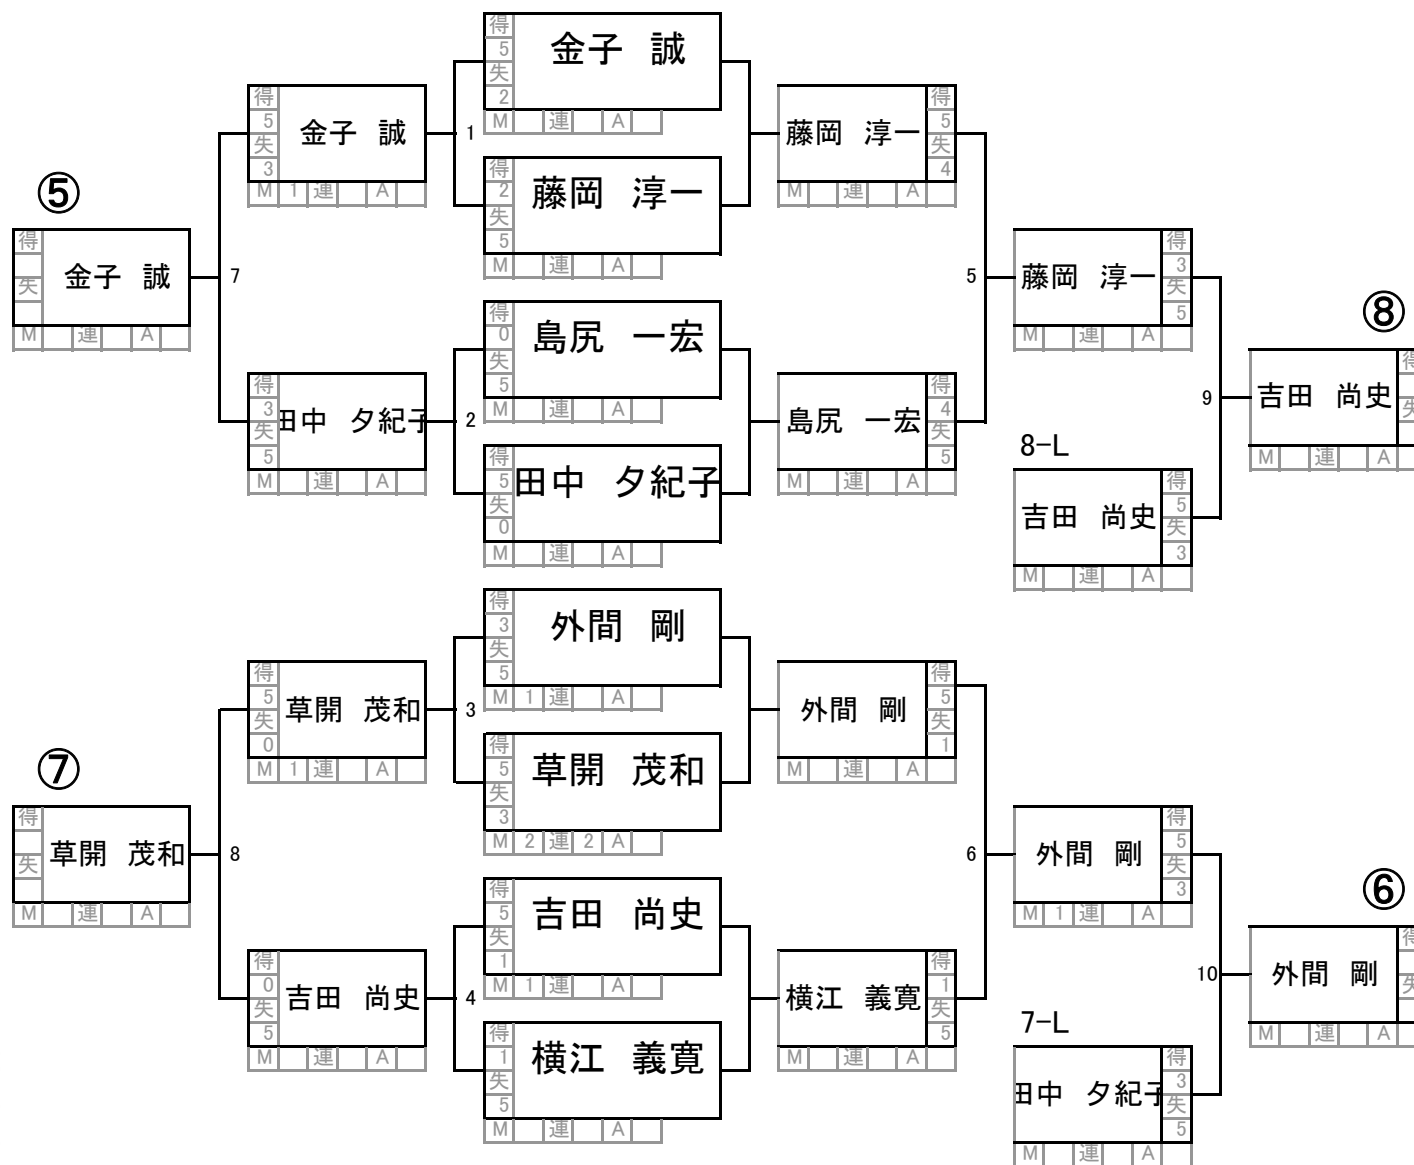 得 5 失 2 金子 誠
M 連 A
得 5 失 3 金子 誠
M 1 連 A
1
藤岡 淳一 得 5 失 4
M 連 A
得 2 失 5 藤岡 淳一
M 連 A
⑤
得 失 金子 誠
M 連 A
7
5
藤岡 淳一 得 3 失 5
M 連 A
得 0 失 5 島尻 一宏
M 連 A
得 3 失 5 田中 夕紀子
M 連 A
2
島尻 一宏 得 4 失 5
M 連 A
得 5 失 0 田中 夕紀子
M 連 A
⑧
9
吉田 尚史
M 連 A
8-L
吉田 尚史 得 5 失 3
M 連 A
得 3 失 5 外間 剛
M 1 連 A
得 5 失 0 草開 茂和
M 1 連 A
3
外間 剛 得 5 失 1
M 連 A
得 5 失 3 草開 茂和
M 2 連 2 A
⑦
得 失 草開 茂和
M 連 A
8
6
外間 剛 得 5 失 3
M 1 連 A
得 5 失 1 吉田 尚史
M 1 連 A
得 0 失 5 吉田 尚史
M 連 A
4
横江 義寛 得 1 失 5
M 連 A
得 1 失 5 横江 義寛
M 連 A
⑥
10
外間 剛
M 連 A
7-L
田中 夕紀子 得 3 失 5
M 連 A